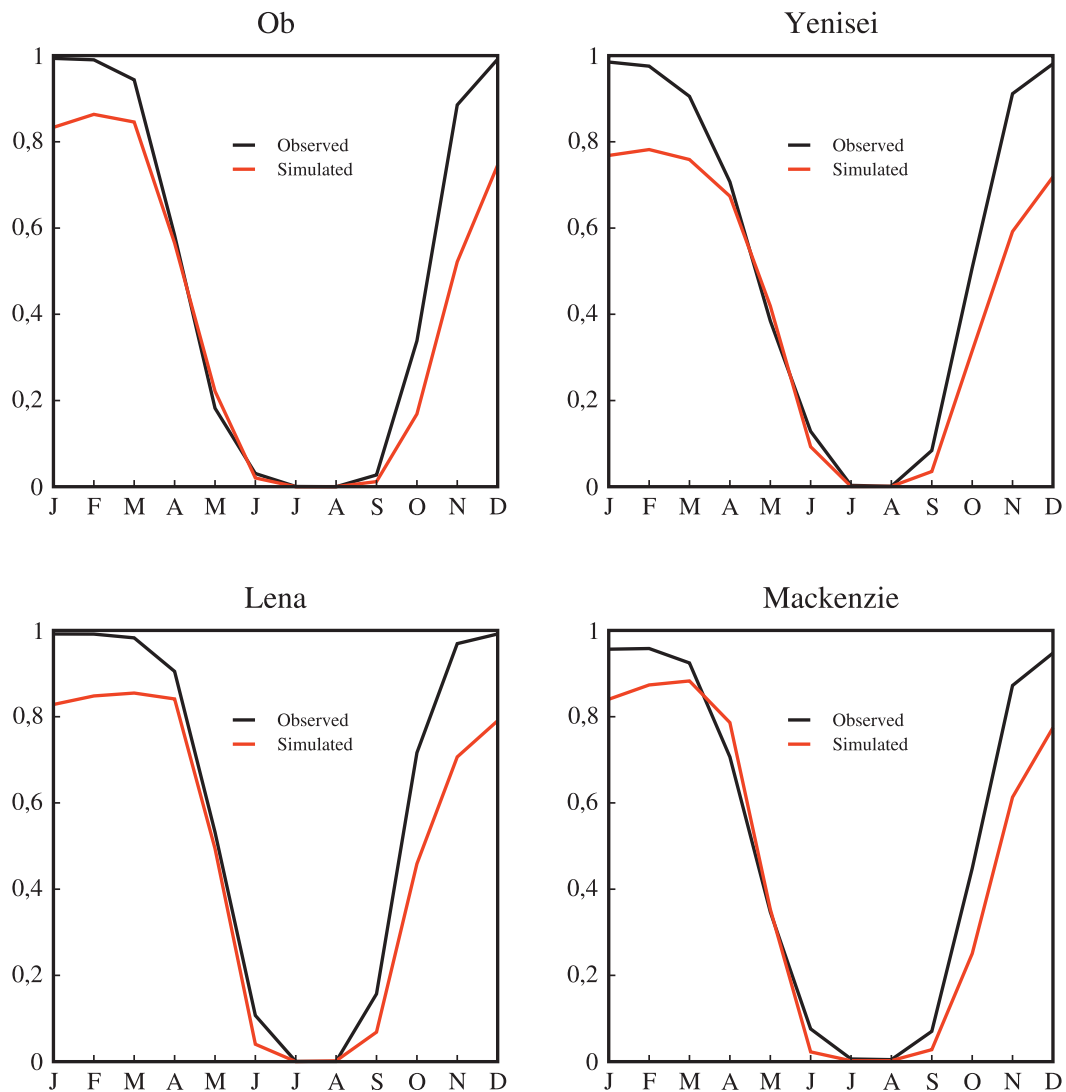 Ob
1
0,8
0,6
0,4
0,2
0
Observed
Simulated
J F M A M J J A S O N D
Yenisei
1
0,8
0,6
0,4
0,2
0
Observed
Simulated
J F M A M J J A S O N D
Lena
1
0,8
0,6
0,4
0,2
0
Observed
Simulated
J F M A M J J A S O N D
Mackenzie
1
0,8
0,6
0,4
0,2
0
Observed
Simulated
J F M A M J J A S O N D